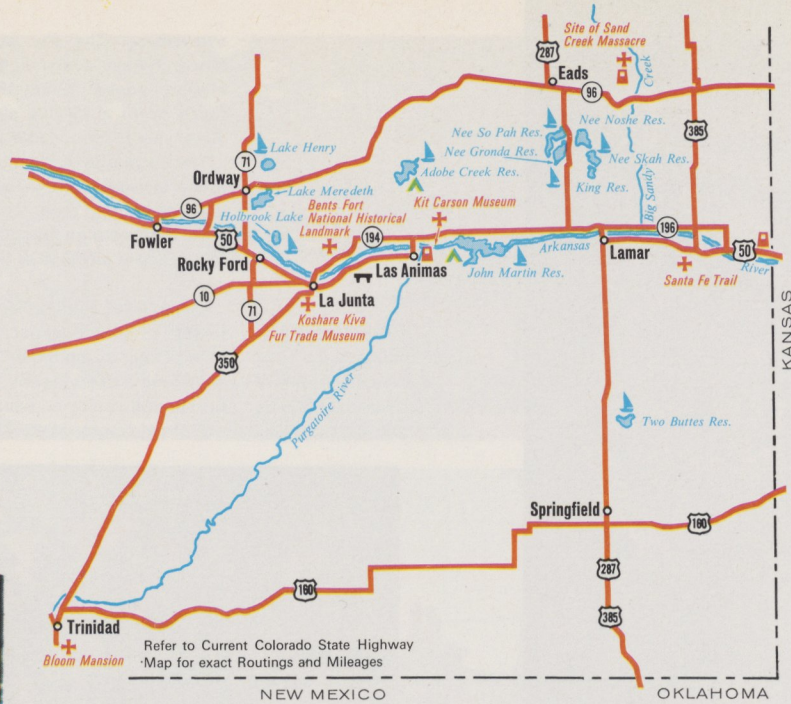 Site of Sand
Creek Massacre
287
Eads
Creek
96
385
Nee Noshe Res.
Nee So Pah Res.
Nee Gronda Res.
Nee Skah Res.
Adobe Creek Res.
King Res.
Big Sandy
71
Lake Henry
Ordway
Lake Meredeth
96
Bents Fort
National Historical
Landmark
Kit Carson Museum
Holbrook Lake
Fowler
50
194
196
Arkansas
Lamar
50
River
Rocky Ford
Las Animas
John Martin Res.
Santa Fe Trail
10
71
La Junta
Koshare Kiva
Fur Trade Museum
KANSAS
350
Purgatoire River
Two Buttes Res.
Springfield
160
287
160
385
Trinidad
Bloom Mansion
Refer to Current Colorado State Highway
Map for exact Routings and Mileages
NEW MEXICO
OKLAHOMA